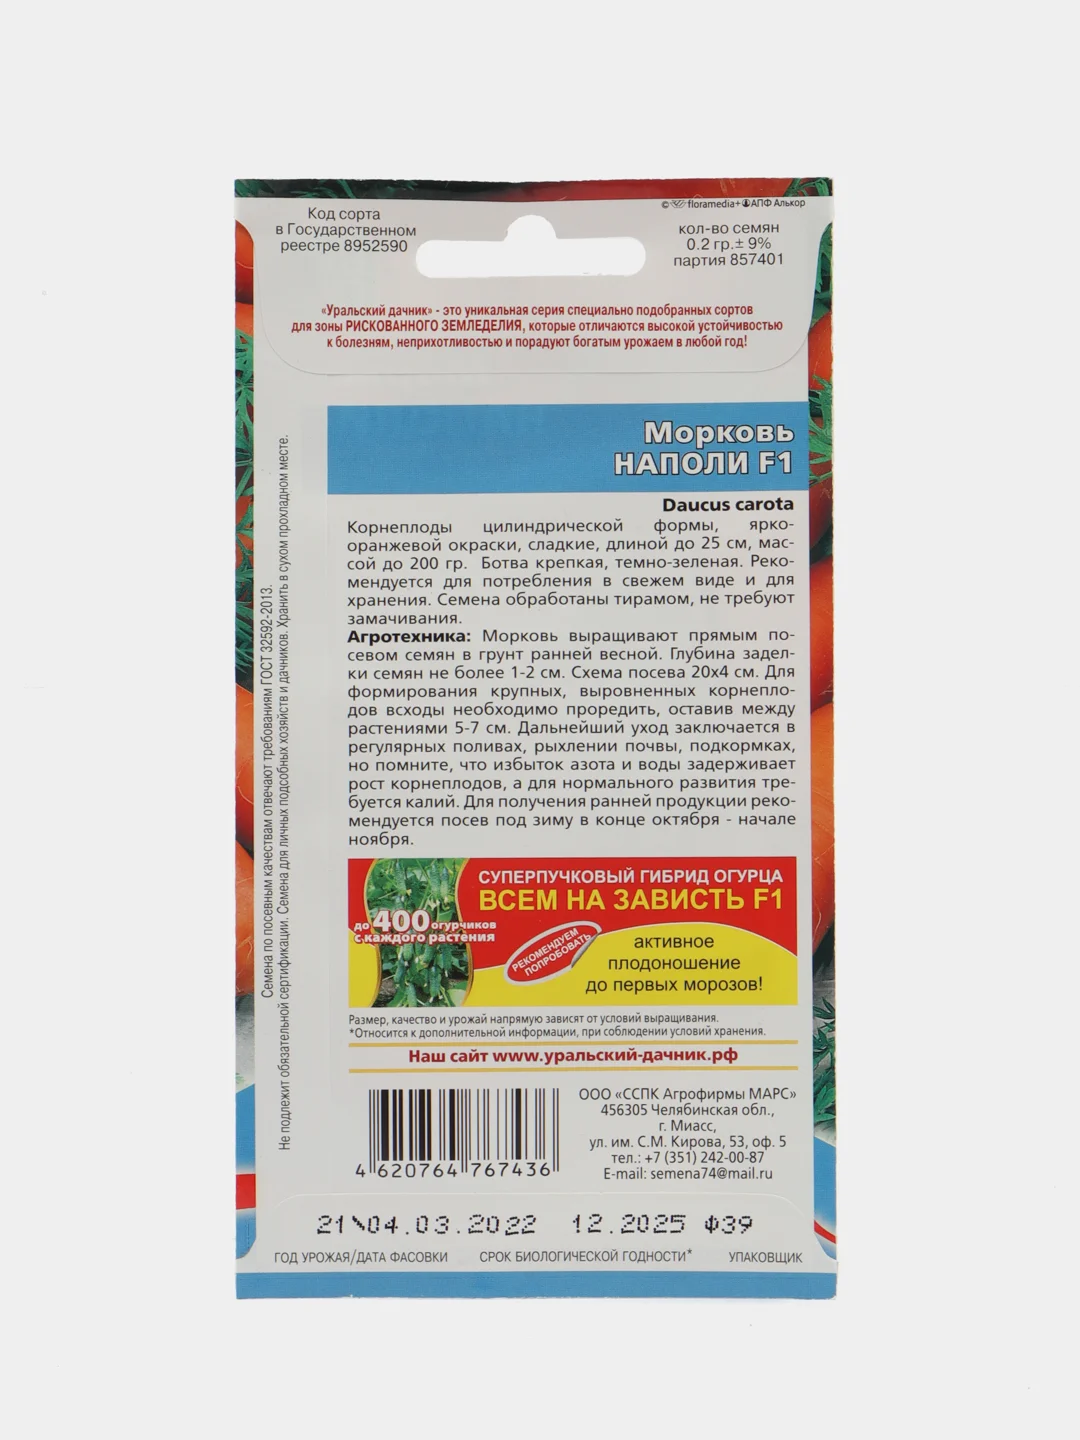 © floramedia+ АПФ Алькор
Код сорта
в Государственном
реестре 8952590
кол-во семян
0.2 гр.± 9%
партия 857401
«Уральский дачник» - это уникальная серия специально подобранных сортов
для зоны РИСКОВАННОГО ЗЕМЛЕДЕЛИЯ, которые отличаются высокой устойчивостью
к болезням, неприхотливостью и порадуют богатым урожаем в любой год!
Морковь
НАПОЛИ F1
Daucus carota
Корнеплоды цилиндрической формы, ярко-
оранжевой окраски, сладкие, длиной до 25 см, мас-
сой до 200 гр. Ботва крепкая, темно-зеленая. Реко-
мендуется для потребления в свежем виде и для
хранения. Семена обработаны тирамом, не требуют
замачивания.
Агротехника: Морковь выращивают прямым по-
севом семян в грунт ранней весной. Глубина задел-
ки семян не более 1-2 см. Схема посева 20х4 см. Для
формирования крупных, выровненных корнепло-
дов всходы необходимо проредить, оставив между
растениями 5-7 см. Дальнейший уход заключается в
регулярных поливах, рыхлении почвы, подкормках,
но помните, что избыток азота и воды задерживает
рост корнеплодов, а для нормального развития тре-
буется калий. Для получения ранней продукции реко-
мендуется посев под зиму в конце октября - начале
ноября.
Семена по посевным качествам отвечают требованиям ГОСТ 32592-2013.
Не подлежит обязательной сертификации. Семена для личных подсобных хозяйств и дачников. Хранить в сухом прохладном месте.
СУПЕРПУЧКОВЫЙ ГИБРИД ОГУРЦА
ВСЕМ НА ЗАВИСТЬ F1
до 400 огурчиков
с каждого растения
РЕКОМЕНДУЕМ
ПОПРОБОВАТЬ
активное
плодоношение
до первых морозов!
Размер, качество и урожай напрямую зависят от условий выращивания.
*Относится к дополнительной информации, при соблюдении условий хранения.
Наш сайт www.уральский-дачник.рф
ООО «ССПК Агрофирмы МАРС»
456305 Челябинская обл.,
г. Миасс,
ул. им. С.М. Кирова, 53, оф. 5
тел.: +7 (351) 242-00-87
E-mail: semena74@mail.ru
4 620764 767436
21\04.03.2022 12.2025 Ф39
ГОД УРОЖАЯ/ДАТА ФАСОВКИ СРОК БИОЛОГИЧЕСКОЙ ГОДНОСТИ* УПАКОВЩИК